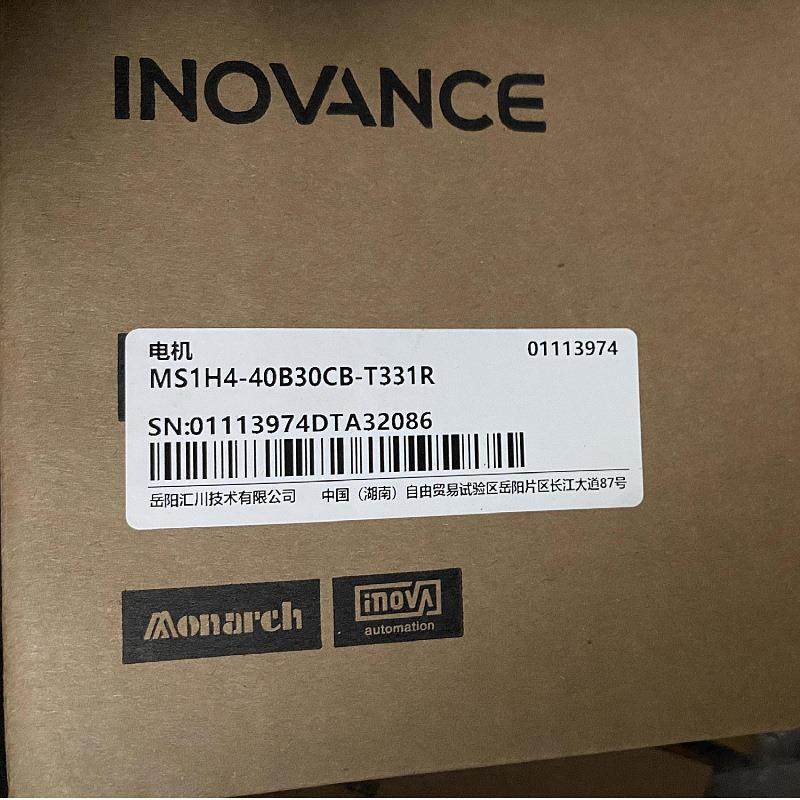 INOVANCE
电机 01113974
MS1H4-40B30CB-T331R
SN:01113974DTA32086
岳阳汇川技术有限公司 中国（湖南）自由贸易试验区岳阳片区长江大道87号
Monarch
inova
automation